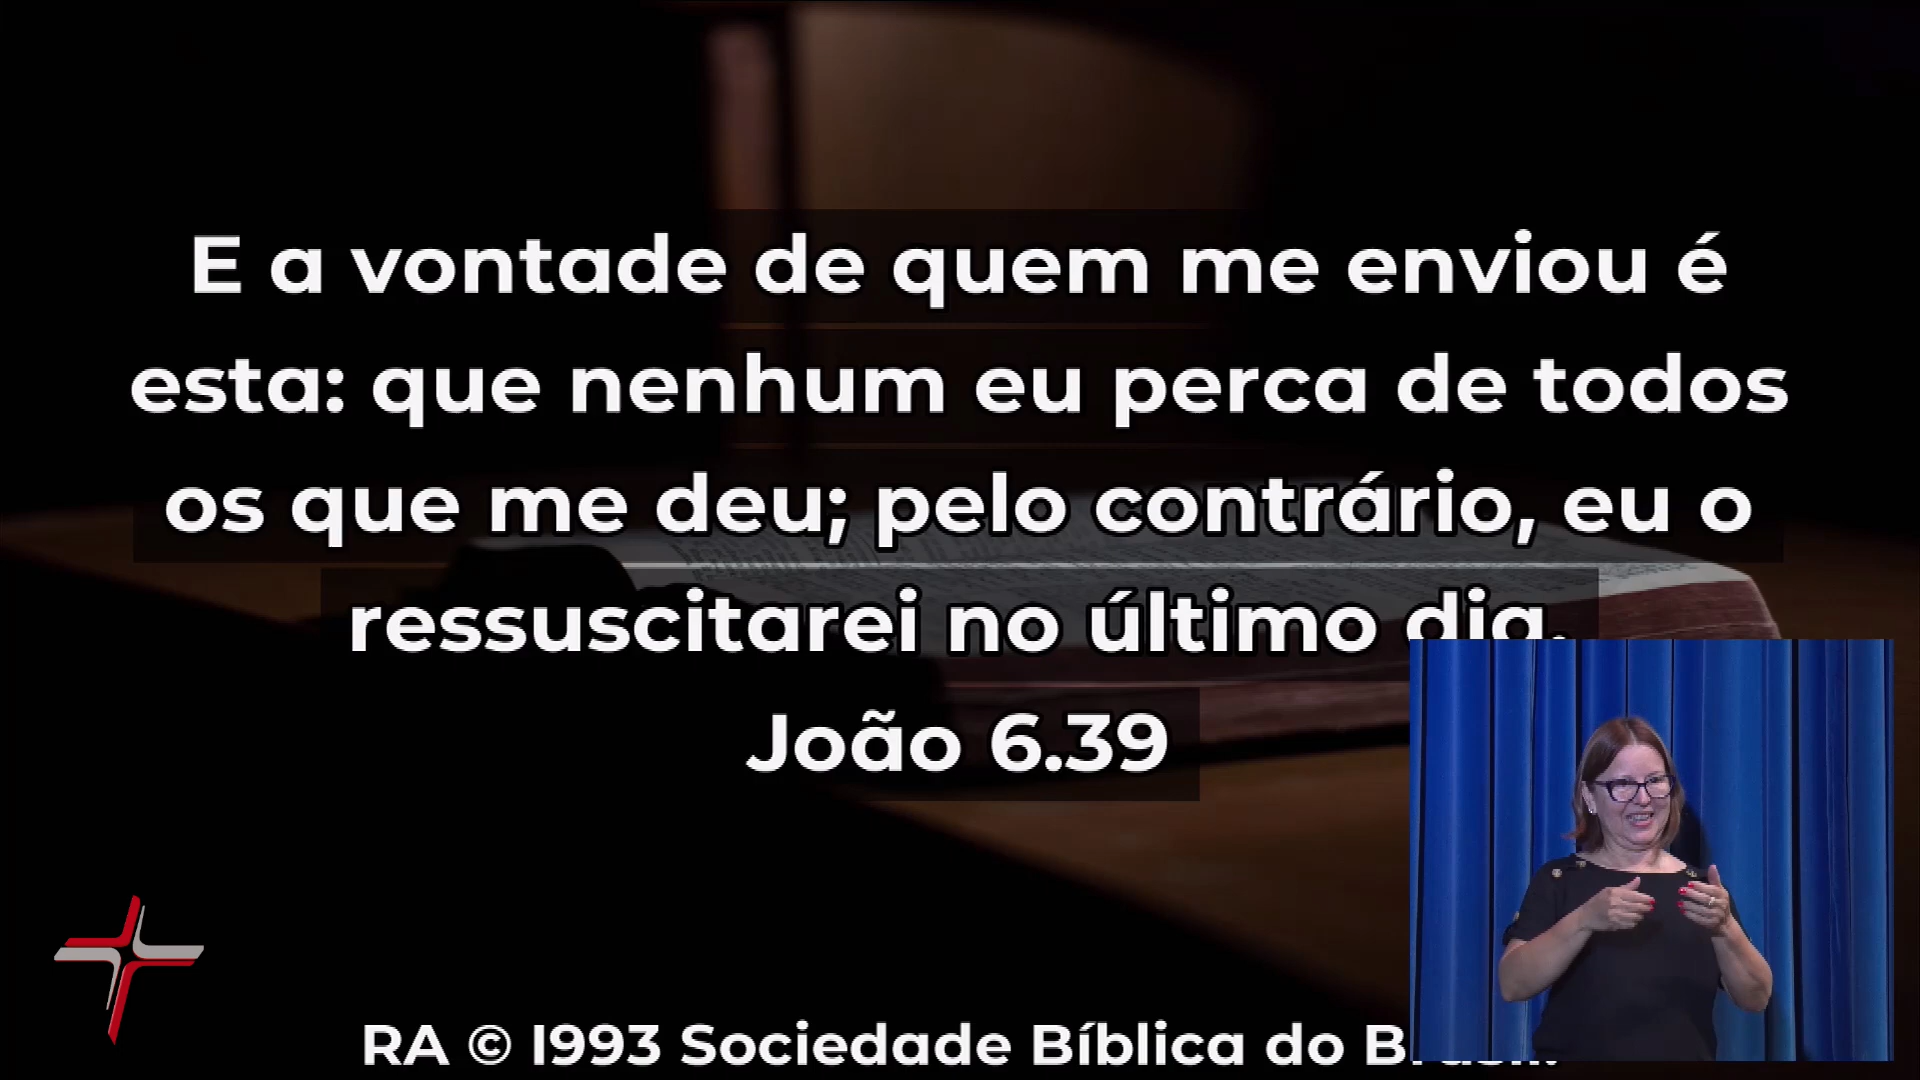 E a vontade de quem me enviou é
esta: que nenhum eu perca de todos
os que me deu; pelo contrário, eu o
ressuscitarei no último dia.
João 6.39
RA © 1993 Sociedade Bíblica do Brasil.